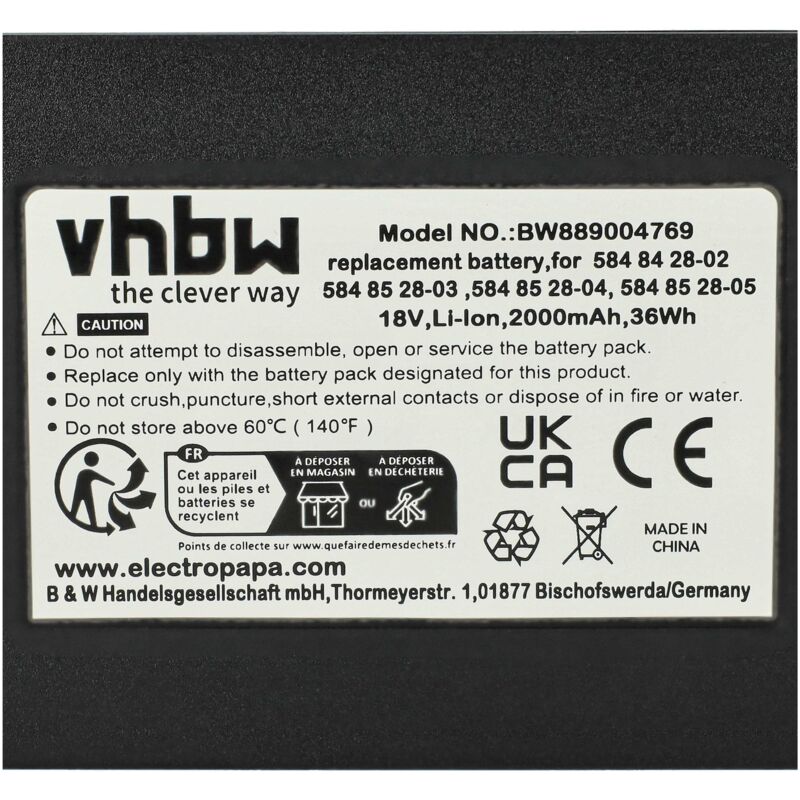 vhbw
the clever way
Model NO.:BW889004769
replacement battery,for 584 84 28-02
584 85 28-03 ,584 85 28-04, 584 85 28-05
18V,Li-Ion,2000mAh,36Wh
CAUTION
• Do not attempt to disassemble, open or service the battery pack.
• Replace only with the battery pack designated for this product.
• Do not crush,puncture,short external contacts or dispose of in fire or water.
• Do not store above 60℃ ( 140℉ )
FR
Cet appareil
ou les piles et
batteries se
recyclent
À DÉPOSER
EN MAGASIN
OU
À DÉPOSER
EN DÉCHÈTERIE
Points de collecte sur www.quefairedemesdechets.fr
UK
CA
CE
MADE IN
CHINA
www.electropapa.com
B & W Handelsgesellschaft mbH,Thormeyerstr. 1,01877 Bischofswerda/Germany